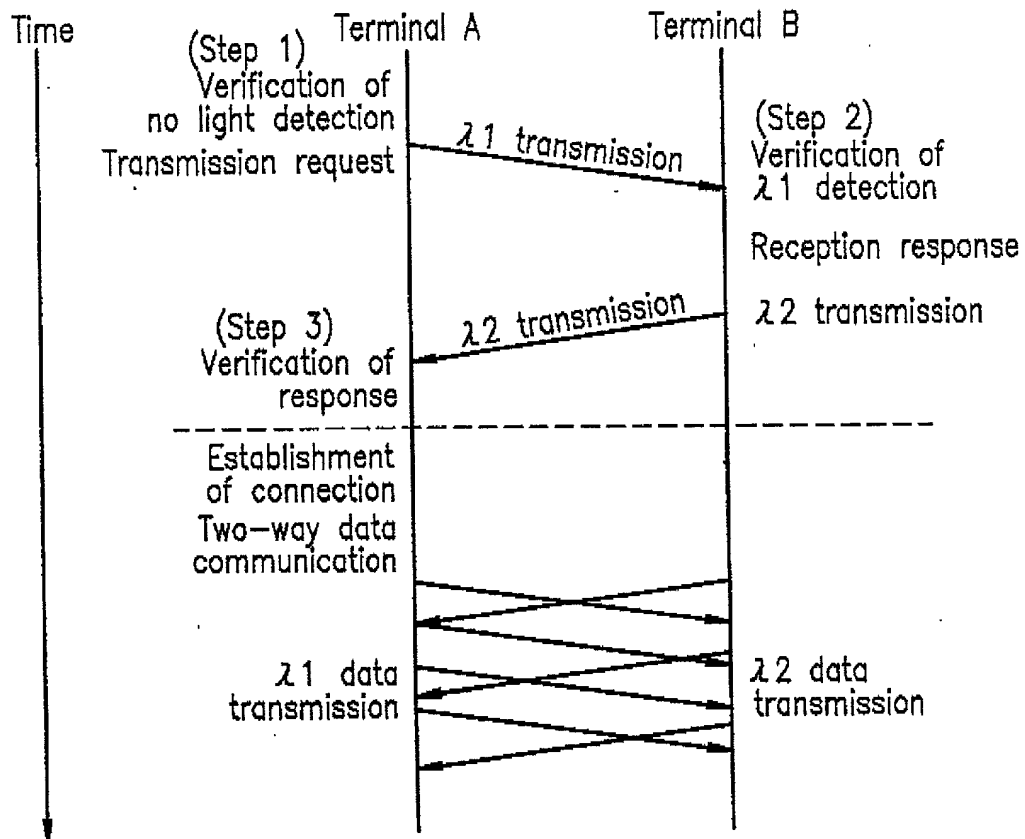 Time
Terminal A
Terminal B
(Step 1)
Verification of
no light detection
Transmission request
λ1 transmission
(Step 2)
Verification of
λ1 detection
Reception response
λ2 transmission
λ2 transmission
(Step 3)
Verification of
response
Establishment
of connection
Two-way data
communication
λ1 data
transmission
λ2 data
transmission